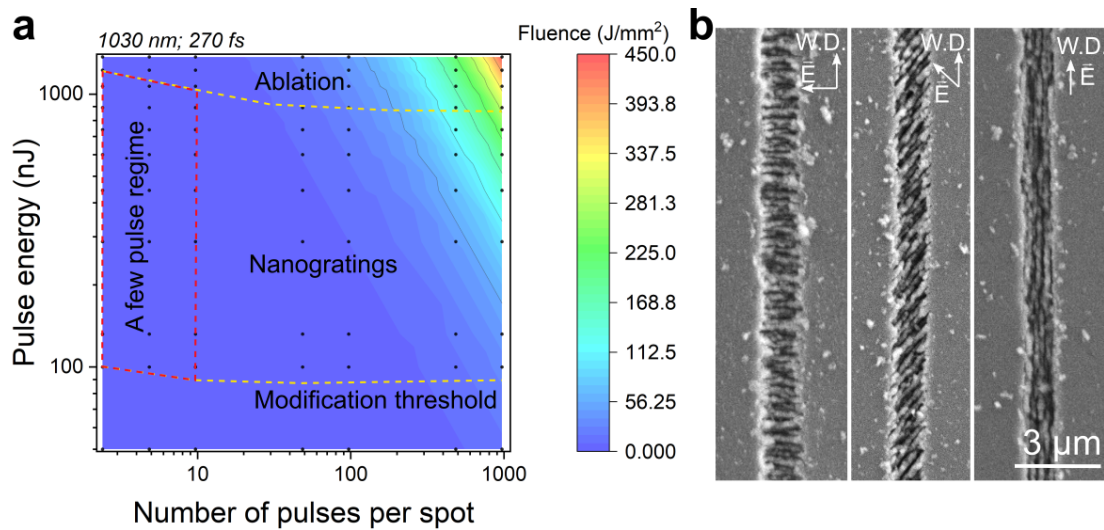 a
1030 nm; 270 fs
Fluence (J/mm²)
Pulse energy (nJ)
1000
100
Ablation
A few pulse regime
Nanogratings
Modification threshold
10
100
1000
Number of pulses per spot
450.0
393.8
337.5
281.3
225.0
168.8
112.5
56.25
0.000
b
W.D.
E
W.D.
E
W.D.
E
3 μm